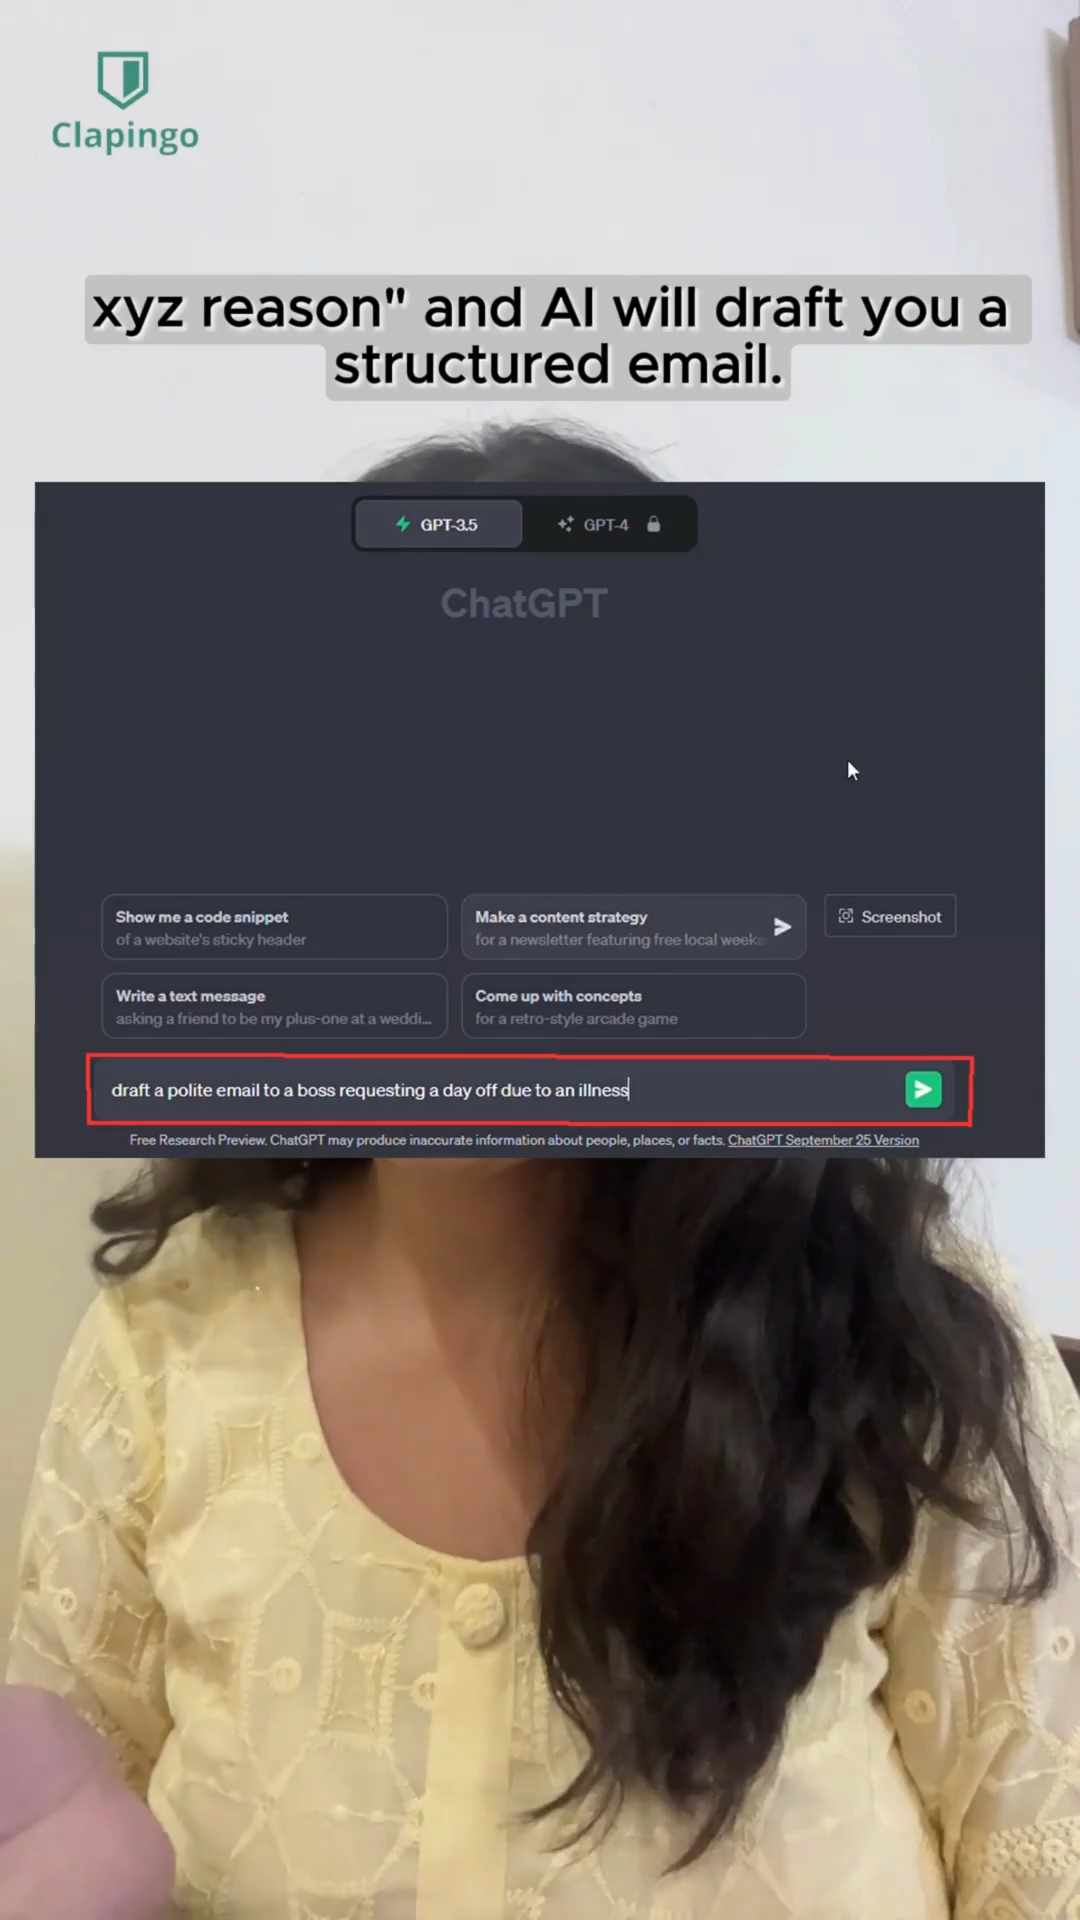 Clapingo
xyz reason" and AI will draft you a
structured email.
GPT-3.5
GPT-4
ChatGPT
Show me a code snippet
of a website's sticky header
Make a content strategy
for a newsletter featuring free local weeke
Screenshot
Write a text message
asking a friend to be my plus-one at a weddi...
Come up with concepts
for a retro-style arcade game
draft a polite email to a boss requesting a day off due to an illness
Free Research Preview. ChatGPT may produce inaccurate information about people, places, or facts. ChatGPT September 25 Version